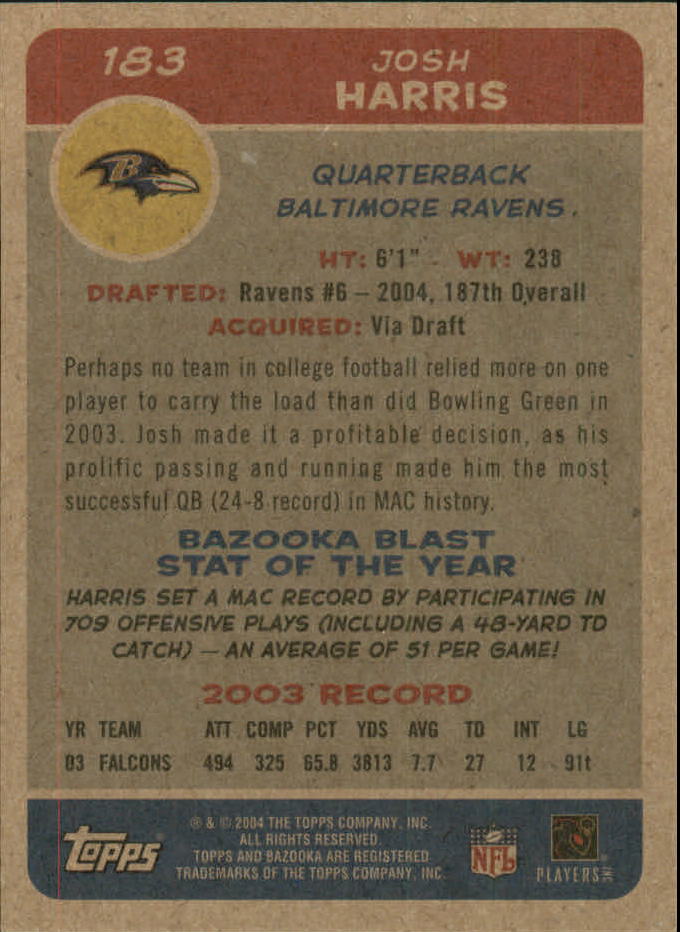 183
JOSH
HARRIS
B
QUARTERBACK
BALTIMORE RAVENS.
HT: 6'1" - WT: 238
DRAFTED: Ravens #6 – 2004, 187th Overall
ACQUIRED: Via Draft
Perhaps no team in college football relied more on one
player to carry the load than did Bowling Green in
2003. Josh made it a profitable decision, as his
prolific passing and running made him the most
successful QB (24-8 record) in MAC history.
BAZOOKA BLAST
STAT OF THE YEAR
HARRIS SET A MAC RECORD BY PARTICIPATING IN
709 OFFENSIVE PLAYS (INCLUDING A 48-YARD TD
CATCH) — AN AVERAGE OF 51 PER GAME!
2003 RECORD
YR TEAM ATT COMP PCT YDS AVG TD INT LG
03 FALCONS 494 325 65.8 3813 7.7 27 12 91t
topps
® & © 2004 THE TOPPS COMPANY, INC.
ALL RIGHTS RESERVED.
TOPPS AND BAZOOKA ARE REGISTERED
TRADEMARKS OF THE TOPPS COMPANY, INC.
NFL
PLAYERS INC